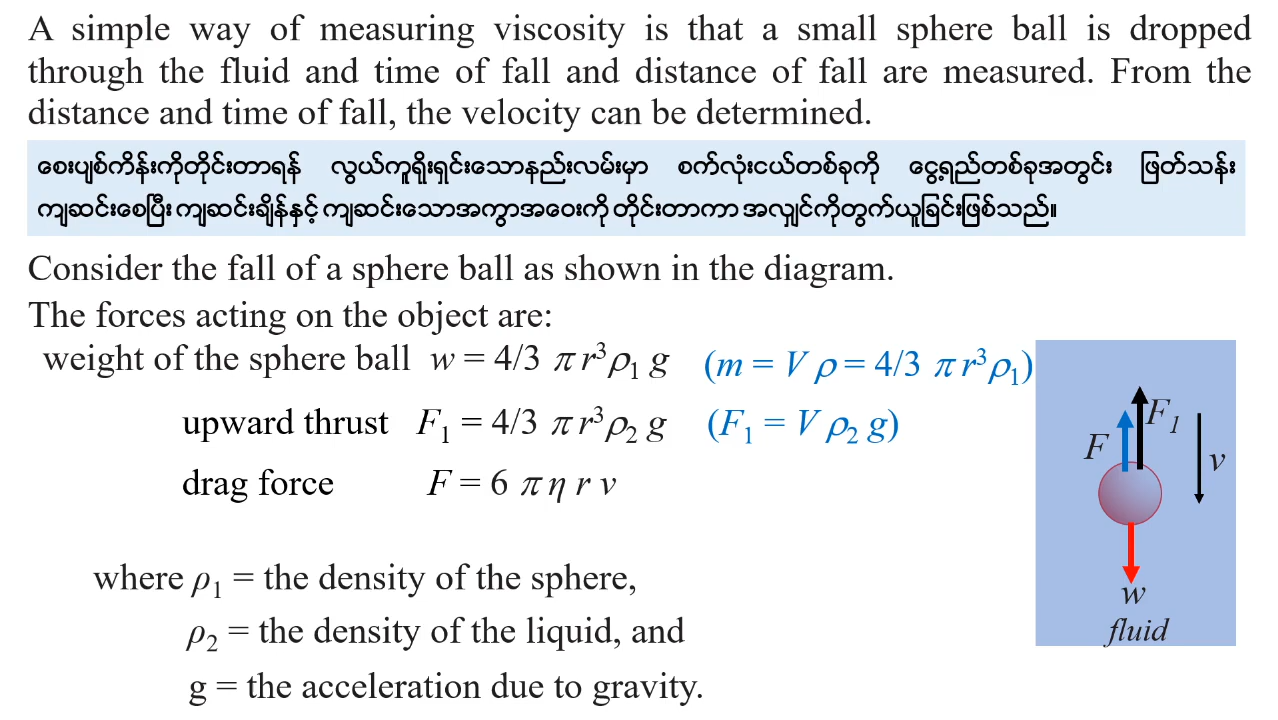 A simple way of measuring viscosity is that a small sphere ball is dropped
through the fluid and time of fall and distance of fall are measured. From the
distance and time of fall, the velocity can be determined.
စေးပျစ်ကိန်းကိုတိုင်းတာရန် လွယ်ကူရိုးရှင်းသောနည်းလမ်းမှာ စက်လုံးငယ်တစ်ခုကို ငွေ့ရည်တစ်ခုအတွင်း ဖြတ်သန်း
ကျဆင်းစေပြီး ကျဆင်းချိန်နှင့် ကျဆင်းသောအကွာအဝေးကို တိုင်းတာကာ အလျှင်ကိုတွက်ယူခြင်းဖြစ်သည်။
Consider the fall of a sphere ball as shown in the diagram.
The forces acting on the object are:
weight of the sphere ball w = 4/3 π r³ρ₁ g (m = V ρ = 4/3 π r³ρ₁)
upward thrust F₁ = 4/3 π r³ρ₂ g (F₁ = V ρ₂ g)
drag force F = 6 π η r v
where ρ₁ = the density of the sphere,
ρ₂ = the density of the liquid, and
g = the acceleration due to gravity.
F₁
F
v
w
fluid